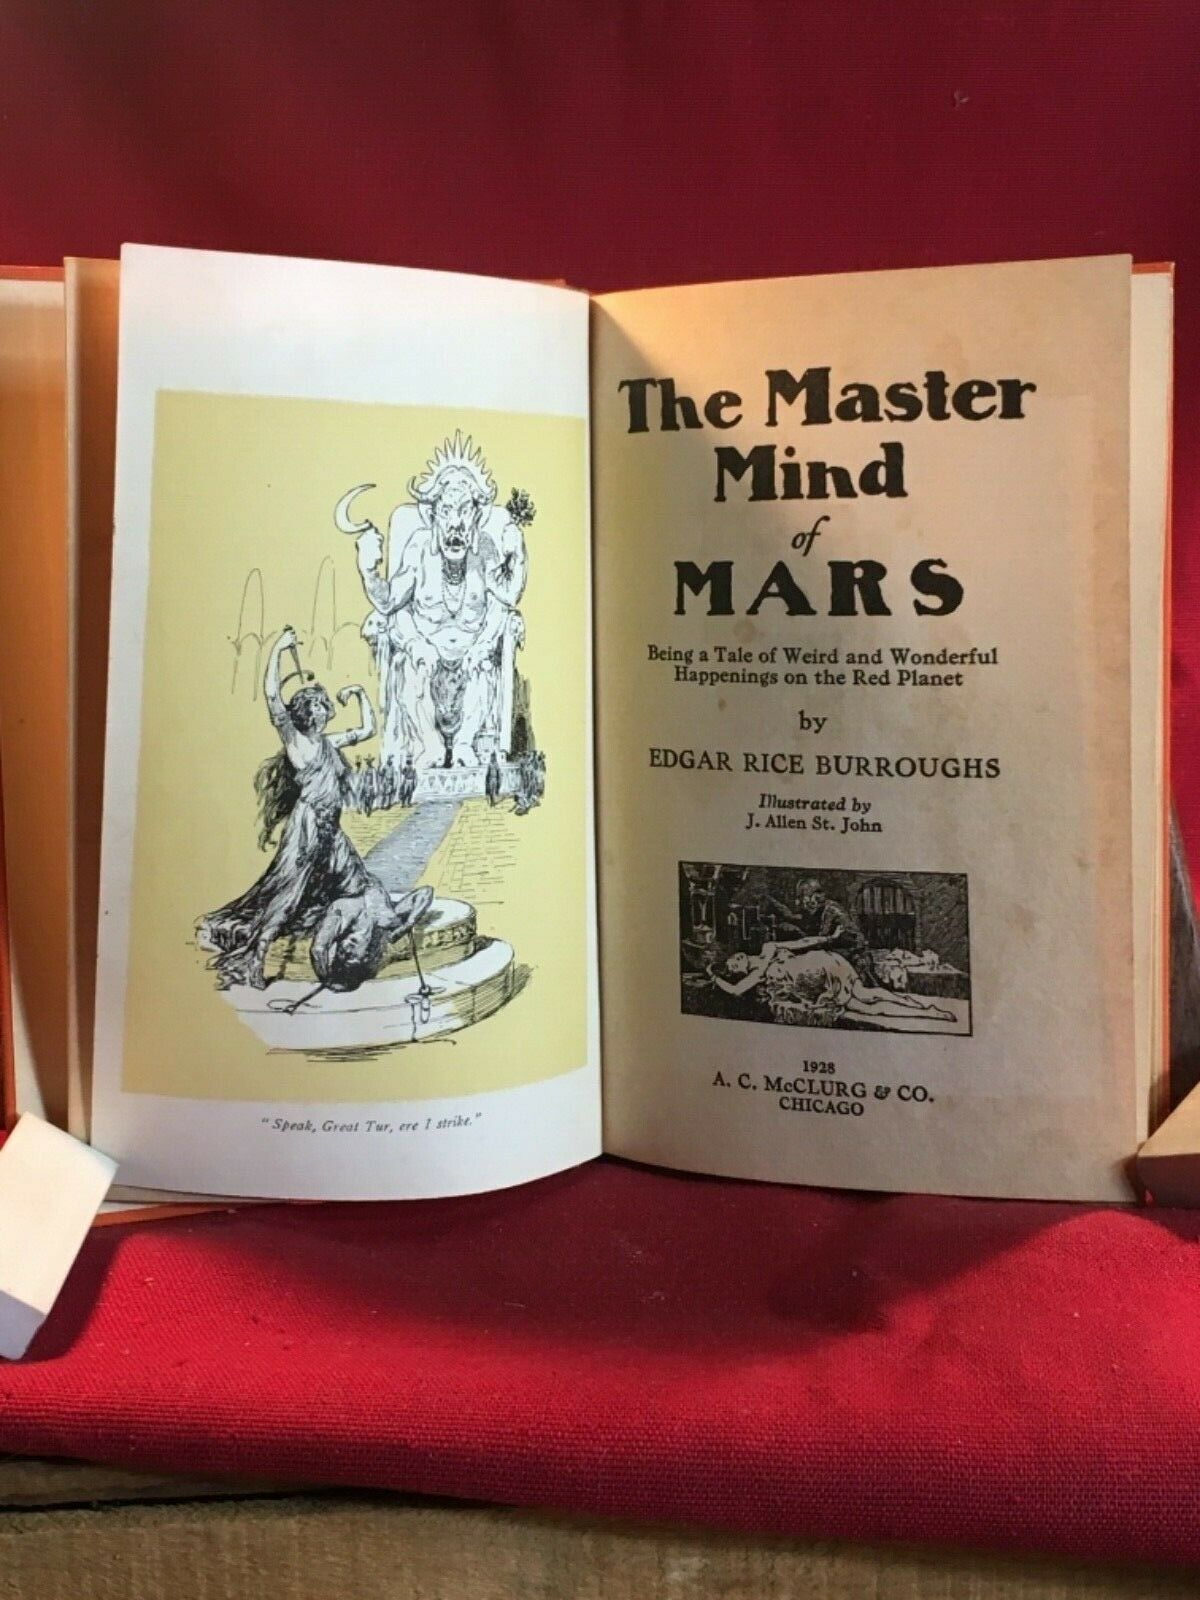 "Speak, Great Tur, ere I strike."
The Master
Mind
of
MARS
Being a Tale of Weird and Wonderful
Happenings on the Red Planet
by
EDGAR RICE BURROUGHS
Illustrated by
J. Allen St. John
1928
A. C. McCLURG & CO.
CHICAGO